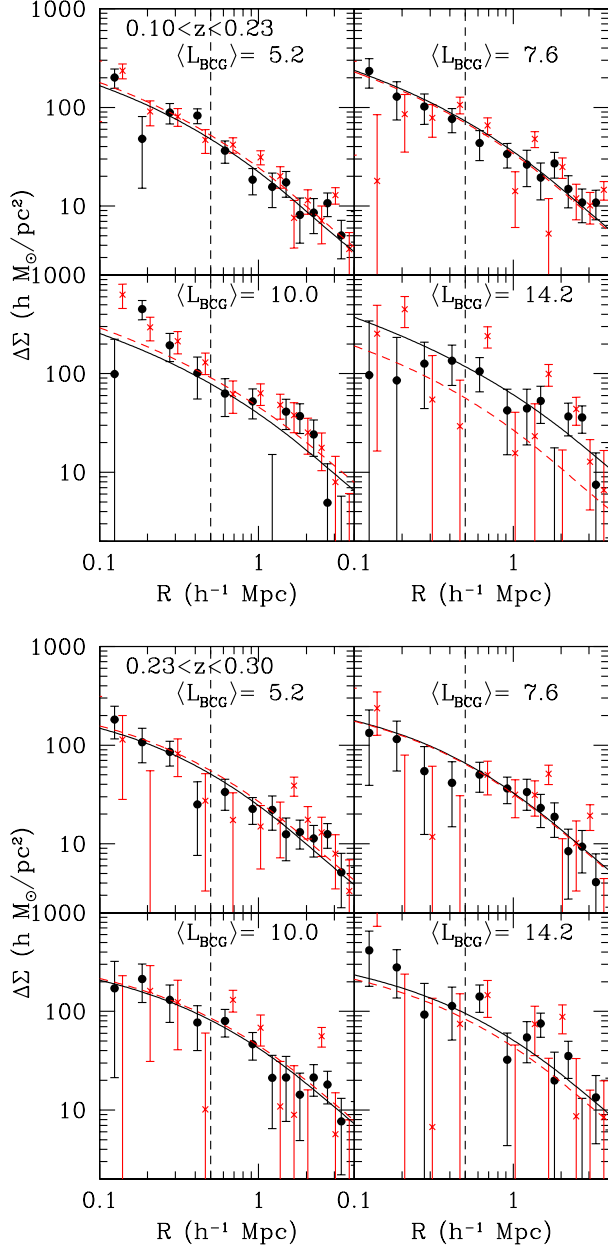 1000
0.10<z<0.23
⟨L_BCG⟩= 5.2
⟨L_BCG⟩= 7.6
100
10
1000
⟨L_BCG⟩= 10.0
⟨L_BCG⟩= 14.2
100
10
ΔΣ (h M⊙/pc²)
0.1 1 0.1 1
R (h⁻¹ Mpc) R (h⁻¹ Mpc)
1000
0.23<z<0.30
⟨L_BCG⟩= 5.2
⟨L_BCG⟩= 7.6
100
10
1000
⟨L_BCG⟩= 10.0
⟨L_BCG⟩= 14.2
100
10
ΔΣ (h M⊙/pc²)
0.1 1 0.1 1
R (h⁻¹ Mpc) R (h⁻¹ Mpc)